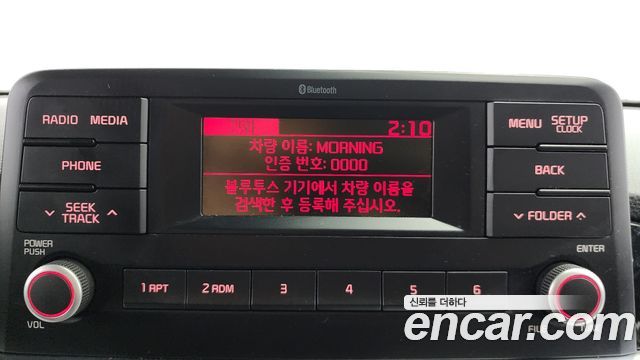 Bluetooth
RADIO MEDIA
2:10
MENU SETUP
CLOCK
차량 이름: MORNING
인증 번호: 0000
PHONE
BACK
블루투스 기기에서 차량 이름을
검색한 후 등록해 주십시오.
SEEK
TRACK
FOLDER
POWER
PUSH
ENTER
1 APT
2 RDM
3
4
5
6
VOL
FILE
신뢰를 더하다
encar.com